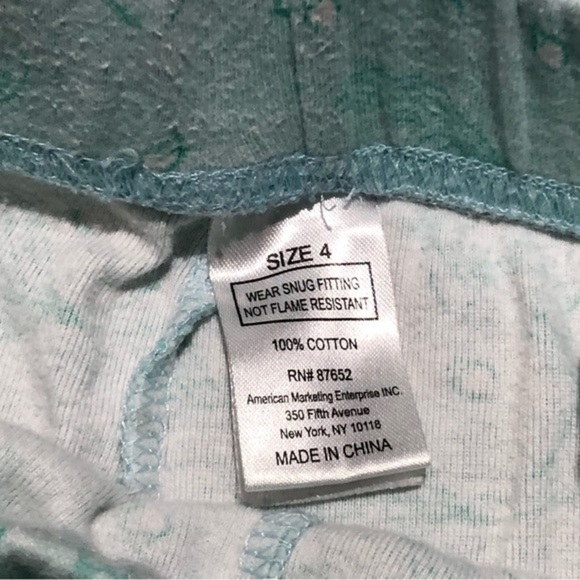 SIZE 4
WEAR SNUG FITTING
NOT FLAME RESISTANT
100% COTTON
RN# 87652
American Marketing Enterprise INC.
350 Fifth Avenue
New York, NY 10118
MADE IN CHINA